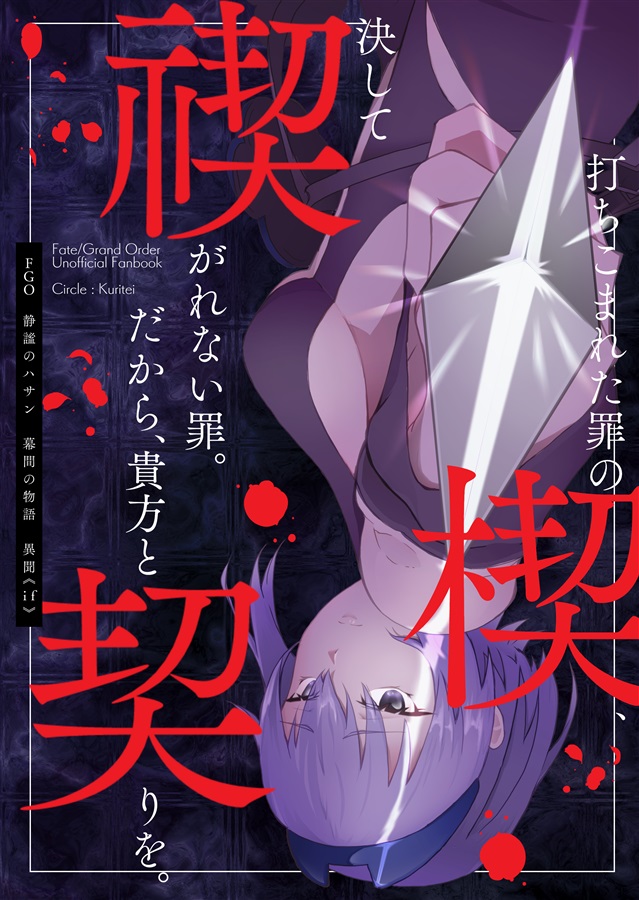 -打ちこまれた罪の楔、
決して禊がれない罪。
だから、貴方と契りを。
Fate/Grand Order
Unofficial Fanbook
Circle : Kuritei
FGO 静謐のハサン 幕間の物語 異聞《if》